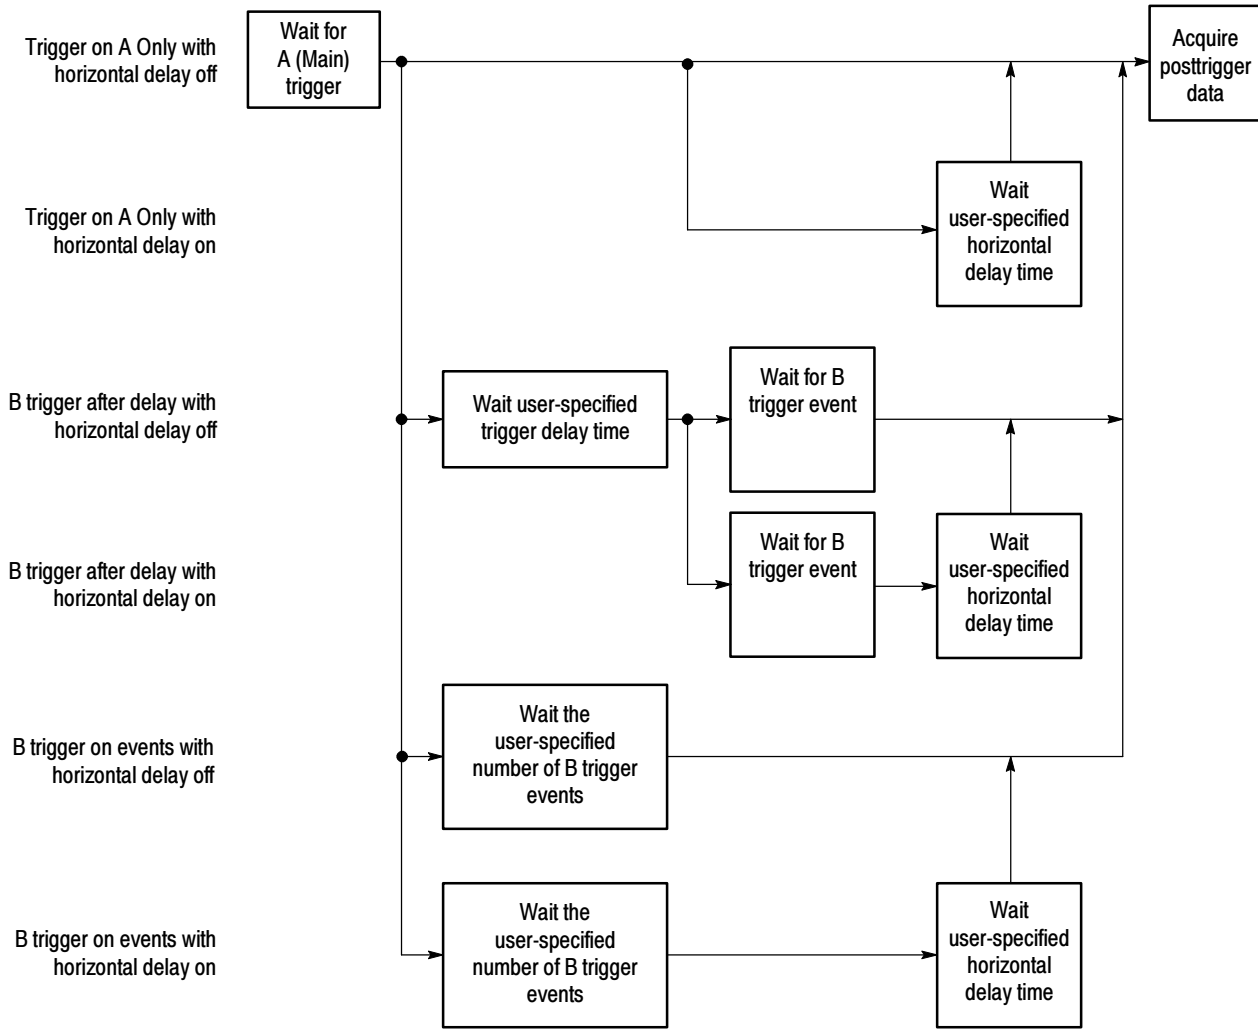 Trigger on A Only with
horizontal delay off
Wait for
A (Main)
trigger
Acquire
posttrigger
data
Trigger on A Only with
horizontal delay on
Wait
user-specified
horizontal
delay time
B trigger after delay with
horizontal delay off
Wait user-specified
trigger delay time
Wait for B
trigger event
B trigger after delay with
horizontal delay on
Wait for B
trigger event
Wait
user-specified
horizontal
delay time
B trigger on events with
horizontal delay off
Wait the
user-specified
number of B trigger
events
B trigger on events with
horizontal delay on
Wait the
user-specified
number of B trigger
events
Wait
user-specified
horizontal
delay time